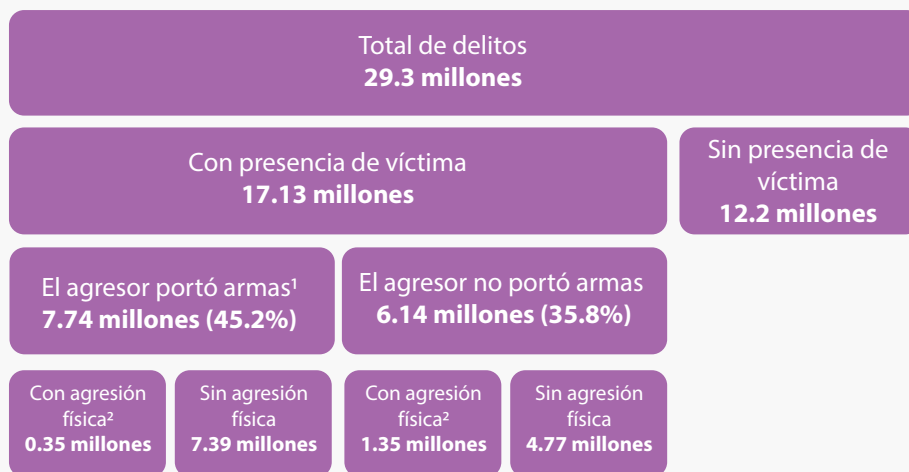 Total de delitos
29.3 millones
Con presencia de víctima
17.13 millones
Sin presencia de
víctima
12.2 millones
El agresor portó armas¹
7.74 millones (45.2%)
El agresor no portó armas
6.14 millones (35.8%)
Con agresión
física²
0.35 millones
Sin agresión
física
7.39 millones
Con agresión
física²
1.35 millones
Sin agresión
física
4.77 millones